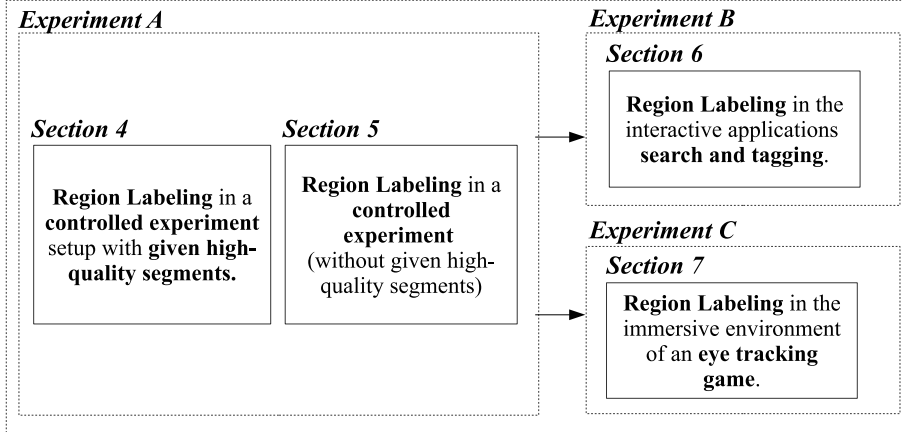 Experiment A
Section 4
Region Labeling in a
controlled experiment
setup with given high-
quality segments.
Section 5
Region Labeling in a
controlled
experiment
(without given high-
quality segments)
Experiment B
Section 6
Region Labeling in the
interactive applications
search and tagging.
Experiment C
Section 7
Region Labeling in the
immersive environment
of an eye tracking
game.